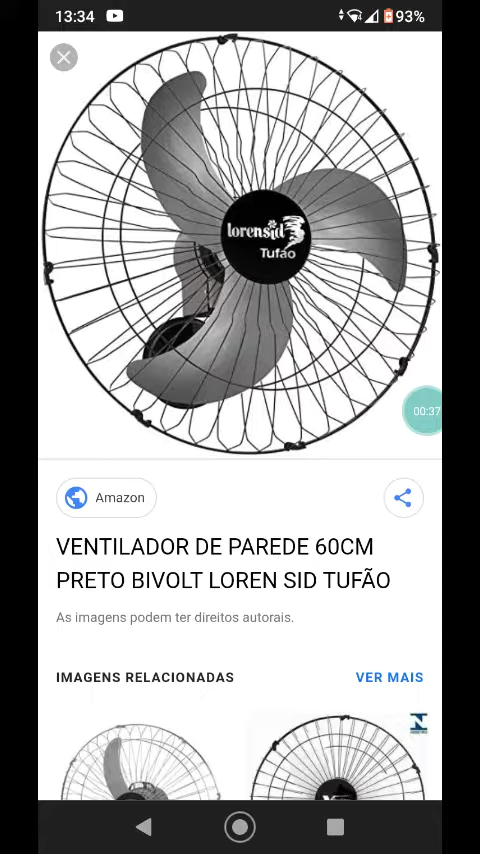 13:34
93%
lorensid
Tufão
00:37
Amazon
VENTILADOR DE PAREDE 60CM
PRETO BIVOLT LOREN SID TUFÃO
As imagens podem ter direitos autorais.
IMAGENS RELACIONADAS
VER MAIS